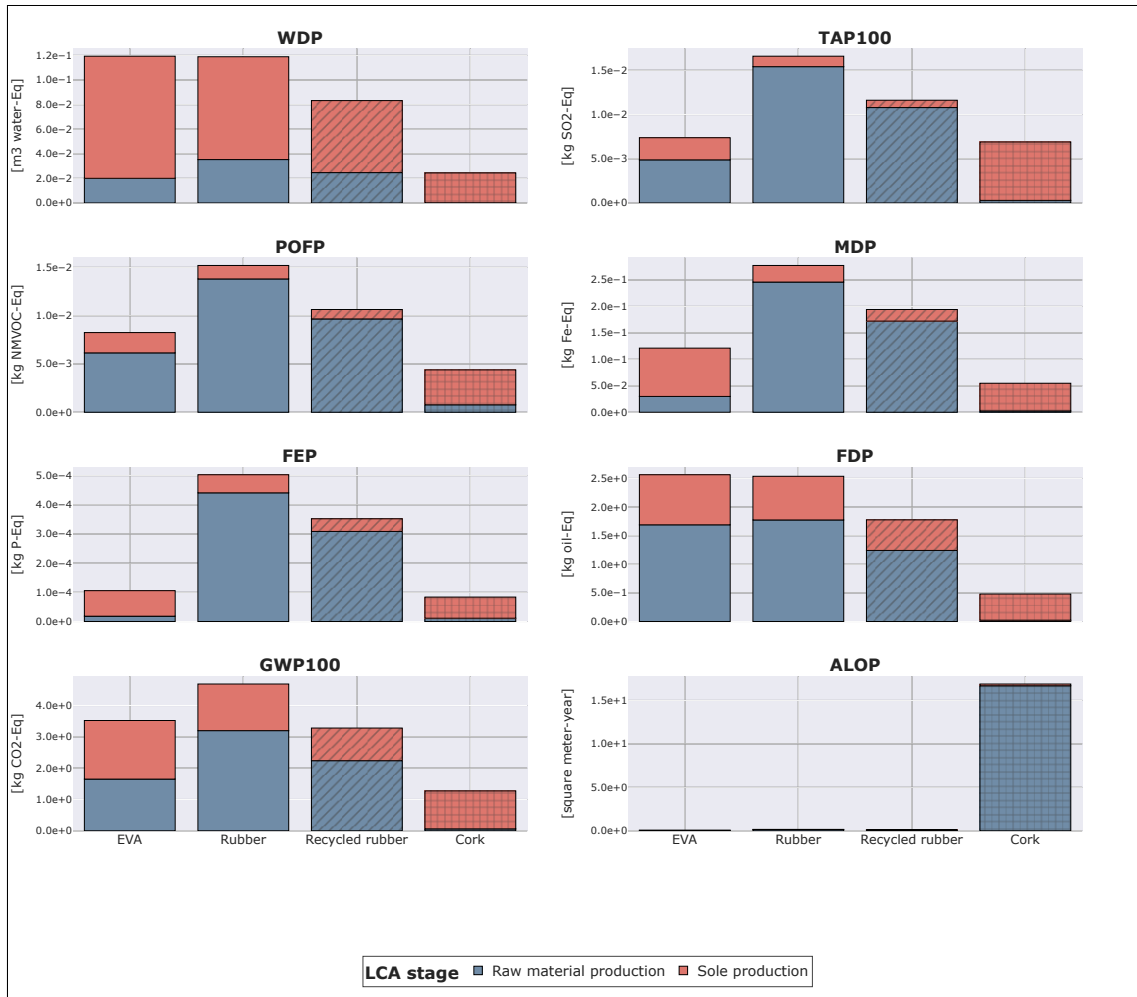 WDP
[m3 water-Eq]
1.2e−1
1.0e−1
8.0e−2
6.0e−2
4.0e−2
2.0e−2
0.0e+0
TAP100
[kg SO2-Eq]
1.5e−2
1.0e−2
5.0e−3
0.0e+0
POFP
[kg NMVOC-Eq]
1.5e−2
1.0e−2
5.0e−3
0.0e+0
MDP
[kg Fe-Eq]
2.5e−1
2.0e−1
1.5e−1
1.0e−1
5.0e−2
0.0e+0
FEP
[kg P-Eq]
5.0e−4
4.0e−4
3.0e−4
2.0e−4
1.0e−4
0.0e+0
FDP
[kg oil-Eq]
2.5e+0
2.0e+0
1.5e+0
1.0e+0
5.0e−1
0.0e+0
GWP100
[kg CO2-Eq]
4.0e+0
3.0e+0
2.0e+0
1.0e+0
0.0e+0
EVA Rubber Recycled rubber Cork
ALOP
[square meter-year]
1.5e+1
1.0e+1
5.0e+0
0.0e+0
EVA Rubber Recycled rubber Cork
LCA stage Raw material production Sole production